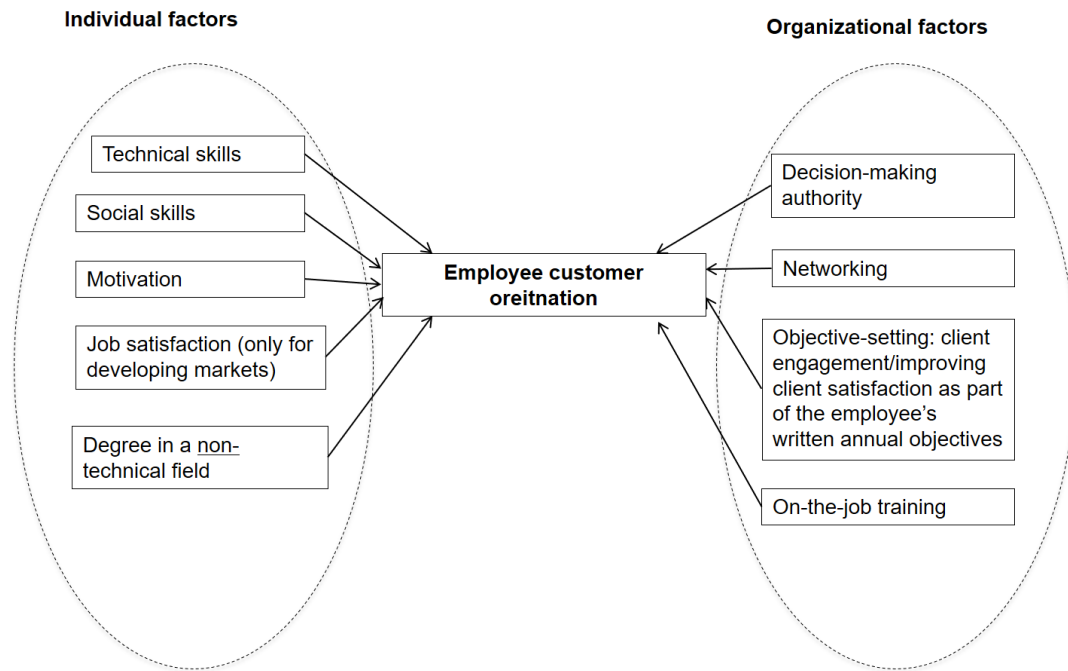 Individual factors
Organizational factors
Technical skills
Social skills
Motivation
Job satisfaction (only for
developing markets)
Degree in a non-
technical field
Employee customer
oreitnation
Decision-making
authority
Networking
Objective-setting: client
engagement/improving
client satisfaction as part
of the employee’s
written annual objectives
On-the-job training